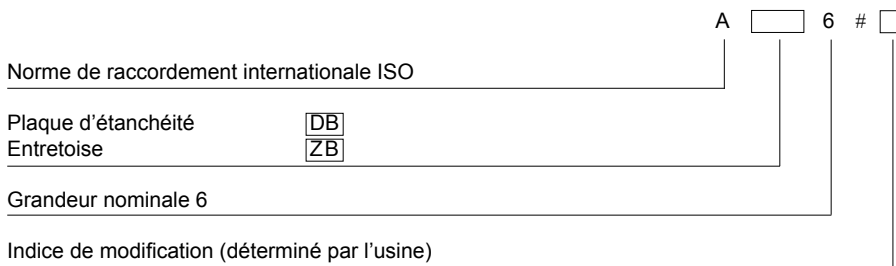 A 6 #
Norme de raccordement internationale ISO
Plaque d’étanchéité DB
Entretoise ZB
Grandeur nominale 6
Indice de modification (déterminé par l’usine)